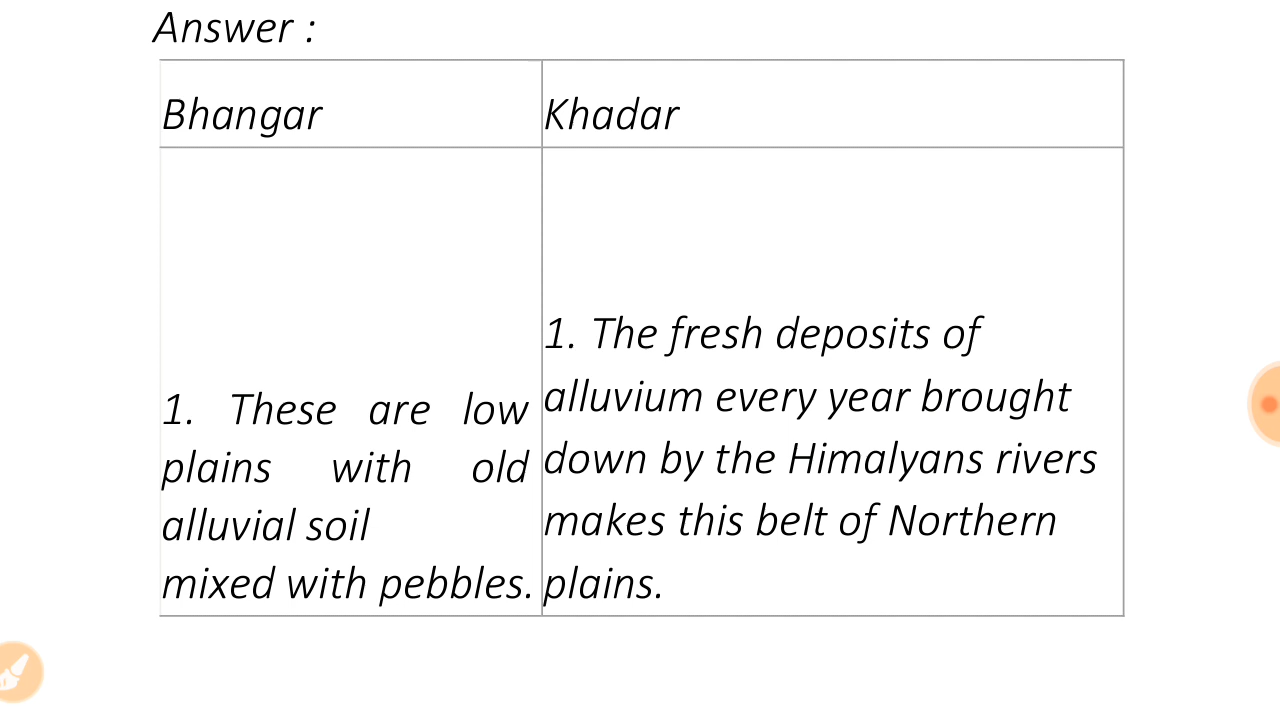 Answer :
Bhangar
Khadar
1. These are low
plains with old
alluvial soil
mixed with pebbles.
1. The fresh deposits of
alluvium every year brought
down by the Himalyans rivers
makes this belt of Northern
plains.